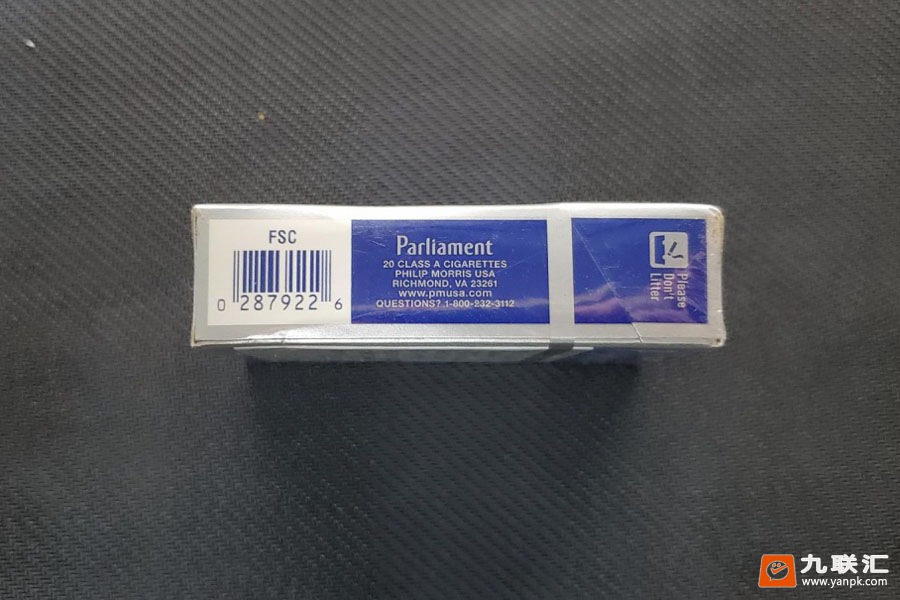 FSC
0 287922 6
Parliament
20 CLASS A CIGARETTES
PHILIP MORRIS USA
RICHMOND, VA 23261
www.pmusa.com
QUESTIONS? 1-800-232-3112
Please
Don't
Litter
九联汇
www.yanpk.com